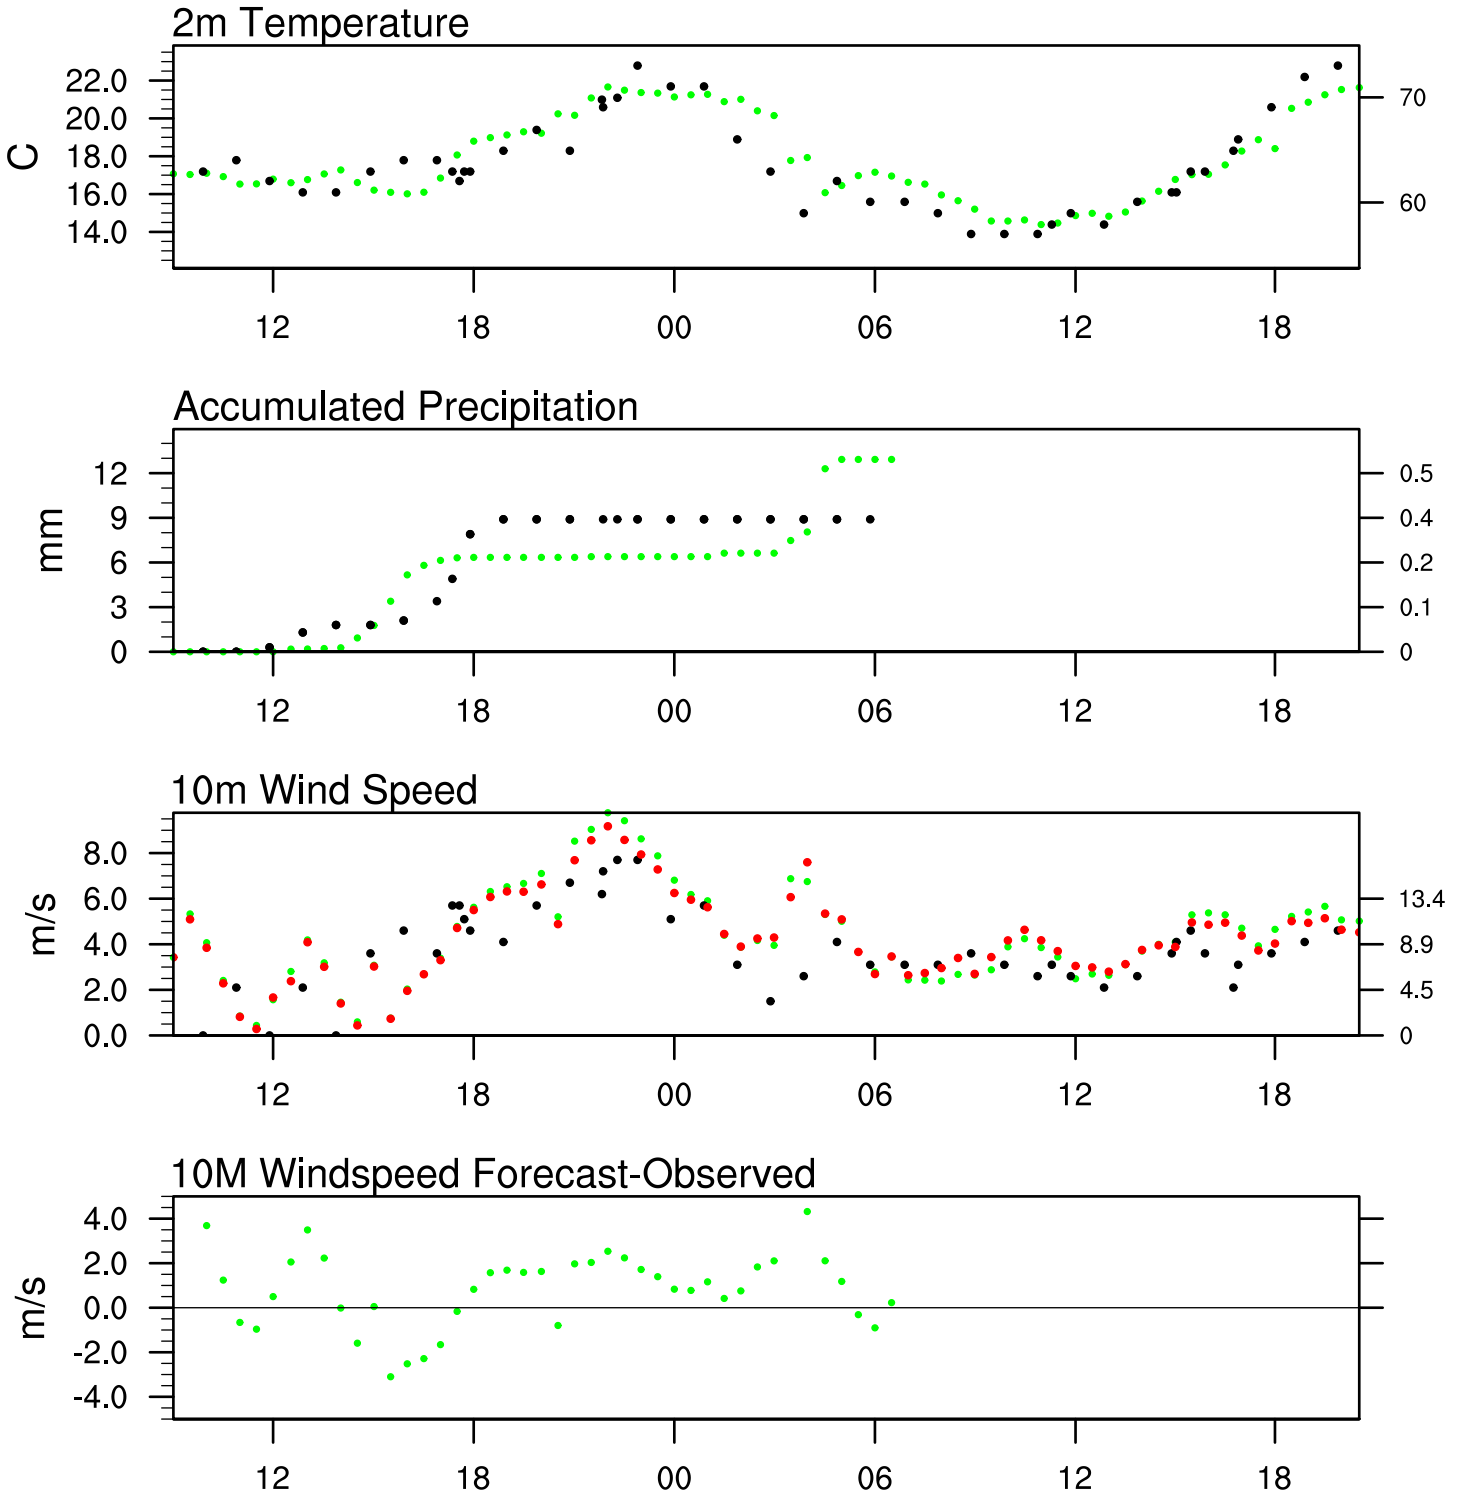 2m Temperature
C
22.0
20.0
18.0
16.0
14.0
70
60
12 18 00 06 12 18
Accumulated Precipitation
mm
12
9
6
3
0
0.5
0.4
0.2
0.1
0
12 18 00 06 12 18
10m Wind Speed
m/s
8.0
6.0
4.0
2.0
0.0
13.4
8.9
4.5
0
12 18 00 06 12 18
10M Windspeed Forecast-Observed
m/s
4.0
2.0
0.0
-2.0
-4.0
12 18 00 06 12 18